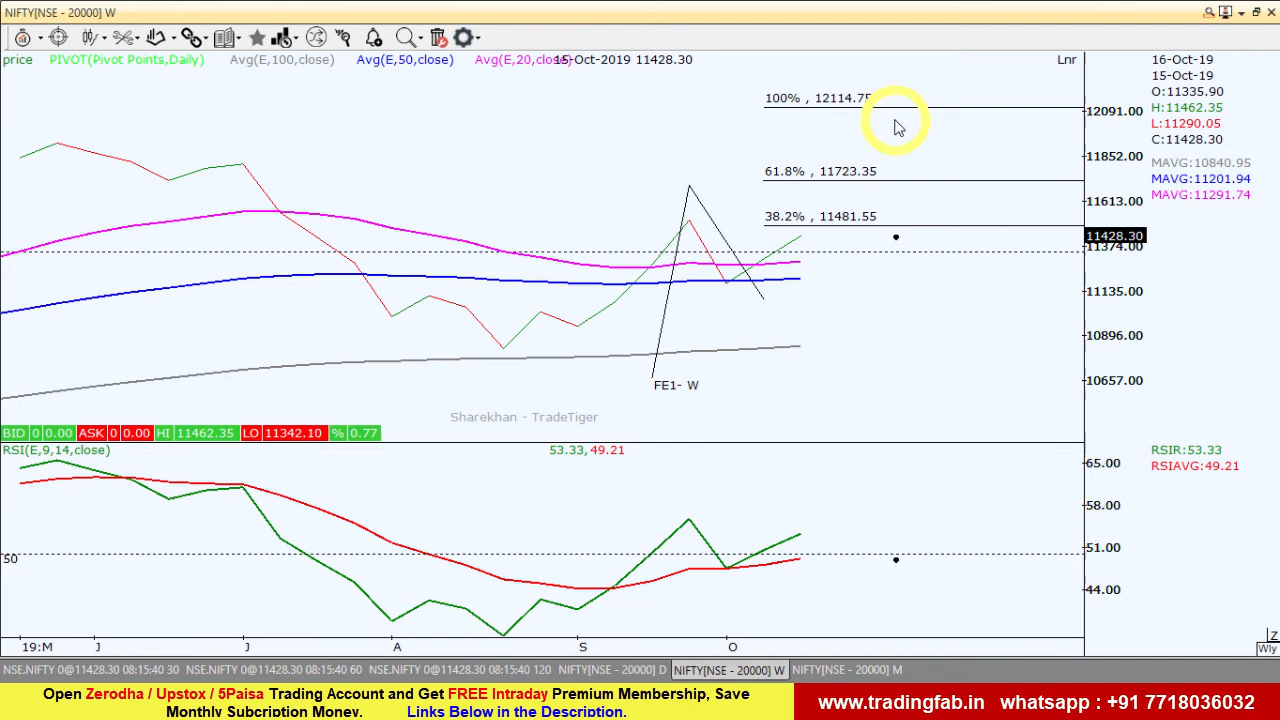 NIFTY[NSE - 20000] W
price PIVOT(Pivot Points,Daily) Avg(E,100,close) Avg(E,50,close) Avg(E,20,close) 15-Oct-2019 11428.30 Lnr
16-Oct-19
15-Oct-19
O:11335.90
H:11462.35
L:11290.05
C:11428.30
MAVG:10840.95
MAVG:11201.94
MAVG:11291.74
100% , 12114.75
61.8% , 11723.35
38.2% , 11481.55
12091.00
11852.00
11613.00
11428.30
11374.00
11135.00
10896.00
10657.00
FE1- W
Sharekhan - TradeTiger
BID 0 0.00 ASK 0 0.00 HI 11462.35 LO 11342.10 % 0.77
RSI(E,9,14,close) 53.33, 49.21
RSIR:53.33
RSIAVG:49.21
65.00
58.00
51.00
44.00
50
19:M J J A S O
Z
Wly
NSE.NIFTY 0@11428.30 08:15:40 30 NSE.NIFTY 0@11428.30 08:15:40 60 NSE.NIFTY 0@11428.30 08:15:40 120 NIFTY[NSE - 20000] D NIFTY[NSE - 20000] W NIFTY[NSE - 20000] M
Open Zerodha / Upstox / 5Paisa Trading Account and Get FREE Intraday Premium Membership, Save
Monthly Subcription Money. Links Below in the Description.
www.tradingfab.in whatsapp : +91 7718036032